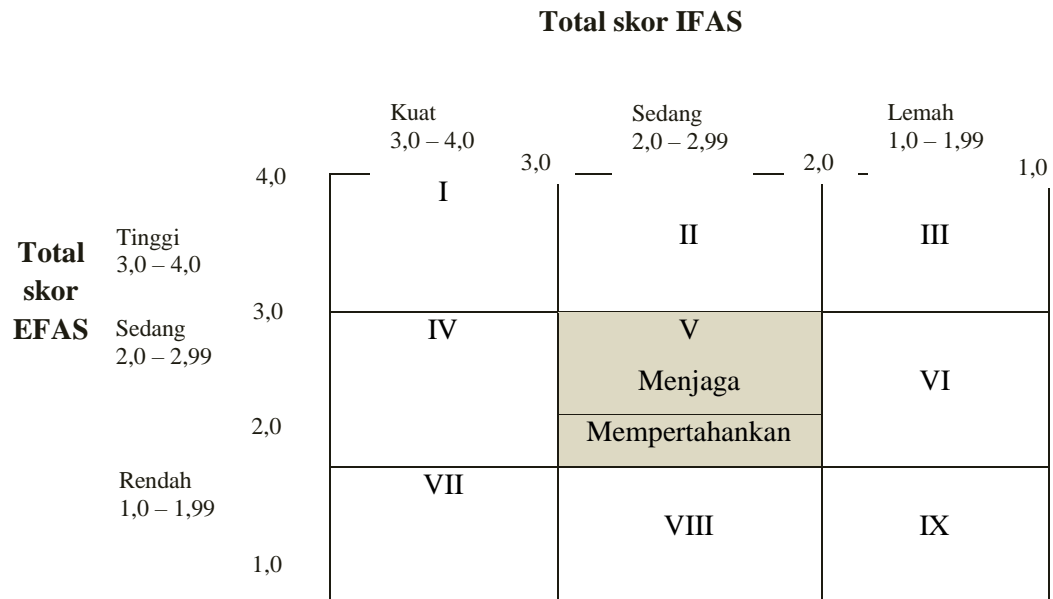 Total skor IFAS
Kuat
3,0 – 4,0
Sedang
2,0 – 2,99
Lemah
1,0 – 1,99
3,0
2,0
1,0
4,0
I
II
III
Total
skor
EFAS
Tinggi
3,0 – 4,0
3,0
Sedang
2,0 – 2,99
IV
V
Menjaga
VI
2,0
Mempertahankan
Rendah
1,0 – 1,99
VII
VIII
IX
1,0